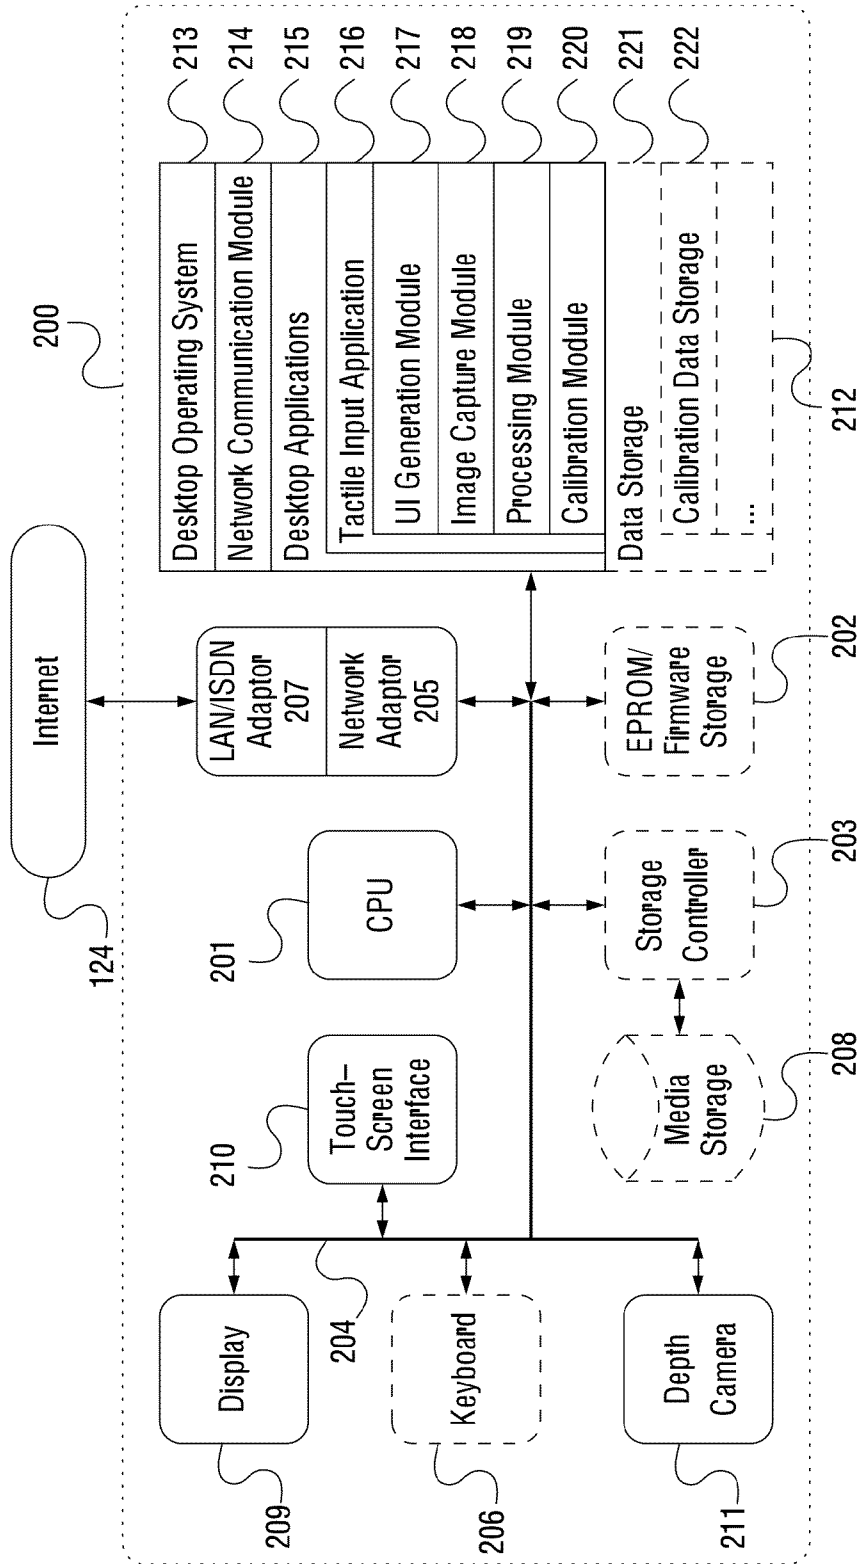 Internet
124
200
LAN/ISDN
Adaptor
207
Network
Adaptor
205
CPU
201
Touch–
Screen
Interface
210
Display
209
204
Keyboard
206
Depth
Camera
211
Media
Storage
208
Storage
Controller
203
EPROM/
Firmware
Storage
202
Desktop Operating System
213
Network Communication Module
214
Desktop Applications
215
Tactile Input Application
216
UI Generation Module
217
Image Capture Module
218
Processing Module
219
Calibration Module
220
Data Storage
221
Calibration Data Storage
222
...
212